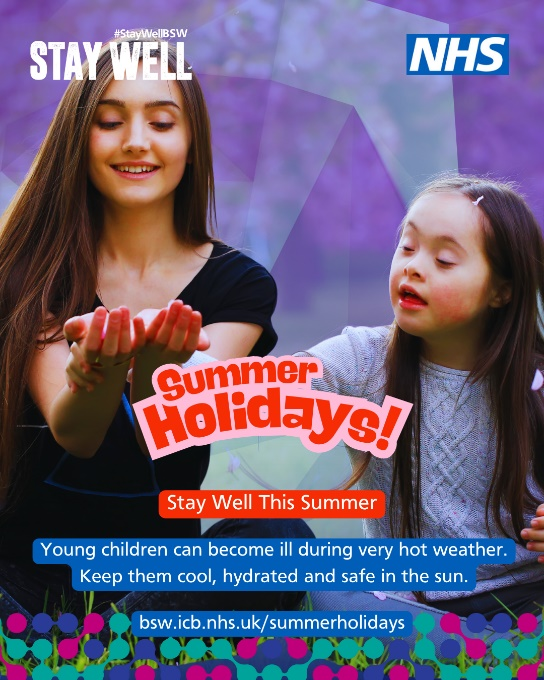 #StayWellBSW
STAY WELL
NHS
Summer
Holidays!
Stay Well This Summer
Young children can become ill during very hot weather.
Keep them cool, hydrated and safe in the sun.
bsw.icb.nhs.uk/summerholidays